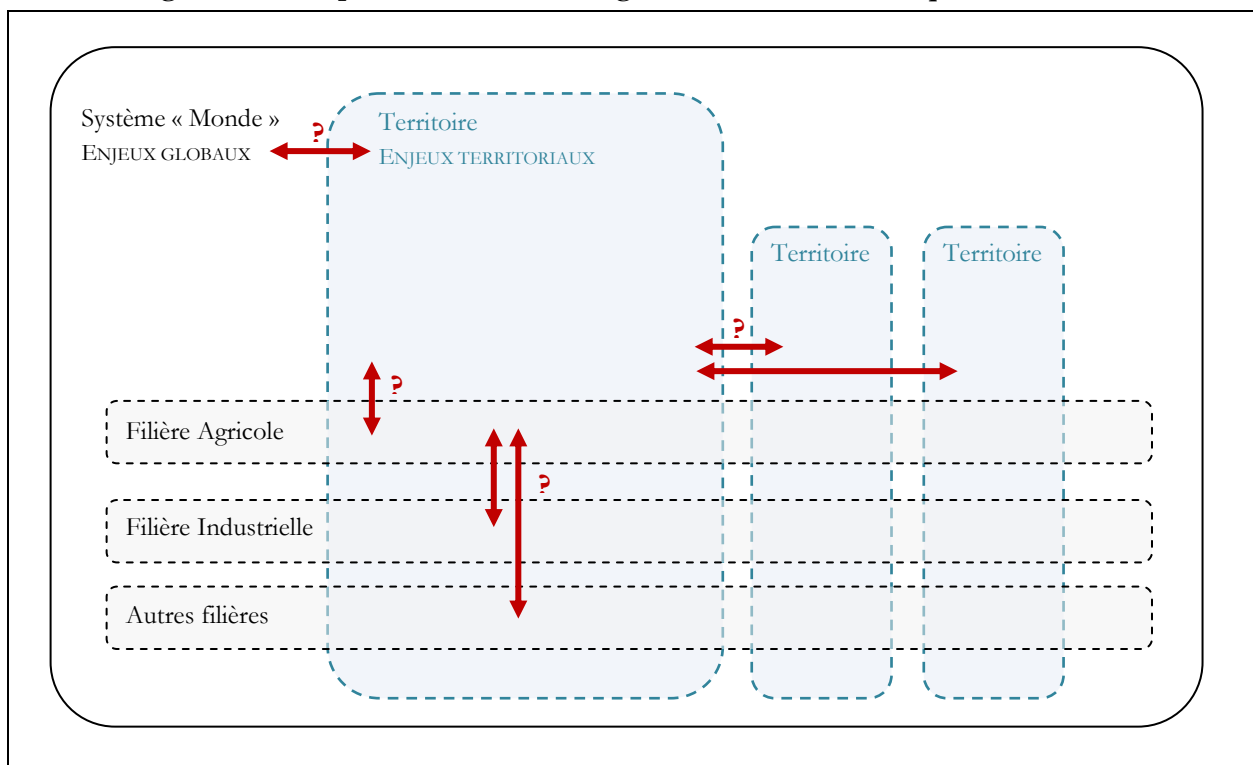 Système « Monde »
ENJEUX GLOBAUX
?
Territoire
ENJEUX TERRITORIAUX
Territoire
Territoire
?
?
Filière Agricole
?
Filière Industrielle
Autres filières